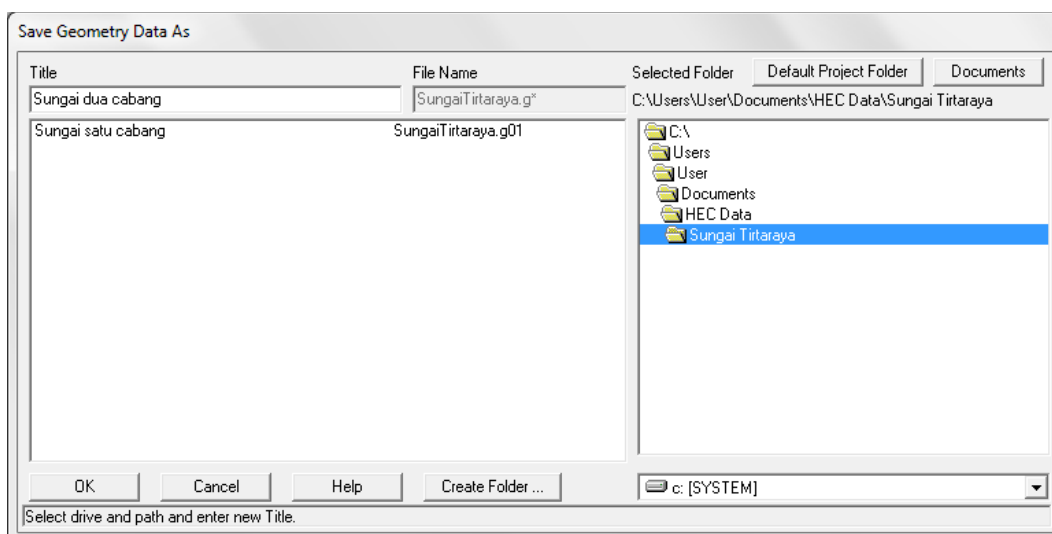 Save Geometry Data As
Title File Name Selected Folder Default Project Folder Documents
Sungai dua cabang SungaiTirtaraya.g* C:\Users\User\Documents\HEC Data\Sungai Tirtaraya
Sungai satu cabang SungaiTirtaraya.g01
C:\
Users
User
Documents
HEC Data
Sungai Tirtaraya
OK Cancel Help Create Folder ... c: [SYSTEM]
Select drive and path and enter new Title.